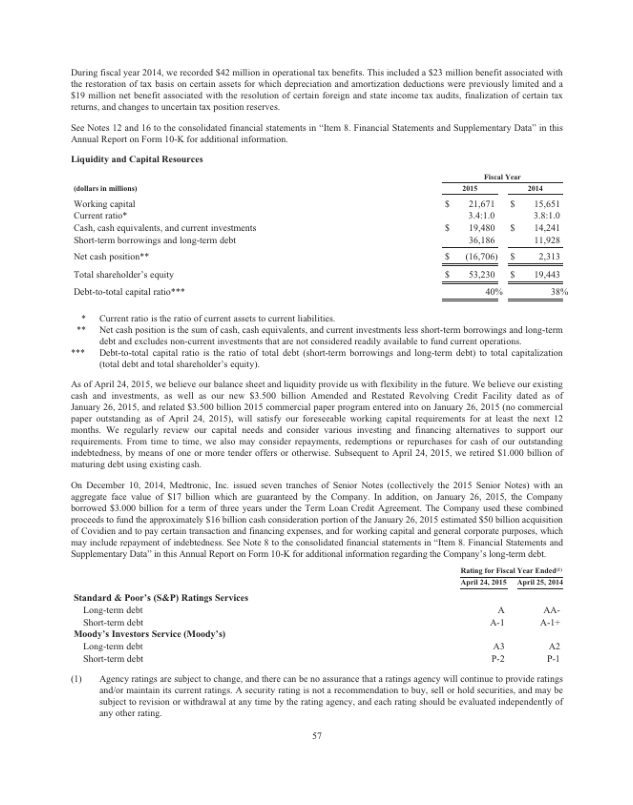 During fiscal year 2014, we recorded $42 million in operational tax benefits. This included a $23 million benefit associated with
the restoration of tax basis on certain assets for which depreciation and amortization deductions were previously limited and a
$19 million net benefit associated with the resolution of certain foreign and state income tax audits, finalization of certain tax
returns, and changes to uncertain tax position reserves.
See Notes 12 and 16 to the consolidated financial statements in “Item 8. Financial Statements and Supplementary Data” in this
Annual Report on Form 10-K for additional information.
Liquidity and Capital Resources
Fiscal Year
(dollars in millions) 2015 2014
Working capital $ 21,671 $ 15,651
Current ratio* 3.4:1.0 3.8:1.0
Cash, cash equivalents, and current investments $ 19,480 $ 14,241
Short-term borrowings and long-term debt 36,186 11,928
Net cash position** $ (16,706) $ 2,313
Total shareholder’s equity $ 53,230 $ 19,443
Debt-to-total capital ratio*** 40% 38%
* Current ratio is the ratio of current assets to current liabilities.
** Net cash position is the sum of cash, cash equivalents, and current investments less short-term borrowings and long-term
debt and excludes non-current investments that are not considered readily available to fund current operations.
*** Debt-to-total capital ratio is the ratio of total debt (short-term borrowings and long-term debt) to total capitalization
(total debt and total shareholder’s equity).
As of April 24, 2015, we believe our balance sheet and liquidity provide us with flexibility in the future. We believe our existing
cash and investments, as well as our new $3.500 billion Amended and Restated Revolving Credit Facility dated as of
January 26, 2015, and related $3.500 billion 2015 commercial paper program entered into on January 26, 2015 (no commercial
paper outstanding as of April 24, 2015), will satisfy our foreseeable working capital requirements for at least the next 12
months. We regularly review our capital needs and consider various investing and financing alternatives to support our
requirements. From time to time, we also may consider repayments, redemptions or repurchases for cash of our outstanding
indebtedness, by means of one or more tender offers or otherwise. Subsequent to April 24, 2015, we retired $1.000 billion of
maturing debt using existing cash.
On December 10, 2014, Medtronic, Inc. issued seven tranches of Senior Notes (collectively the 2015 Senior Notes) with an
aggregate face value of $17 billion which are guaranteed by the Company. In addition, on January 26, 2015, the Company
borrowed $3.000 billion for a term of three years under the Term Loan Credit Agreement. The Company used these combined
proceeds to fund the approximately $16 billion cash consideration portion of the January 26, 2015 estimated $50 billion acquisition
of Covidien and to pay certain transaction and financing expenses, and for working capital and general corporate purposes, which
may include repayment of indebtedness. See Note 8 to the consolidated financial statements in “Item 8. Financial Statements and
Supplementary Data” in this Annual Report on Form 10-K for additional information regarding the Company’s long-term debt.
Rating for Fiscal Year Ended(1)
April 24, 2015 April 25, 2014
Standard & Poor’s (S&P) Ratings Services
Long-term debt A AA-
Short-term debt A-1 A-1+
Moody’s Investors Service (Moody’s)
Long-term debt A3 A2
Short-term debt P-2 P-1
(1) Agency ratings are subject to change, and there can be no assurance that a ratings agency will continue to provide ratings
and/or maintain its current ratings. A security rating is not a recommendation to buy, sell or hold securities, and may be
subject to revision or withdrawal at any time by the rating agency, and each rating should be evaluated independently of
any other rating.
57